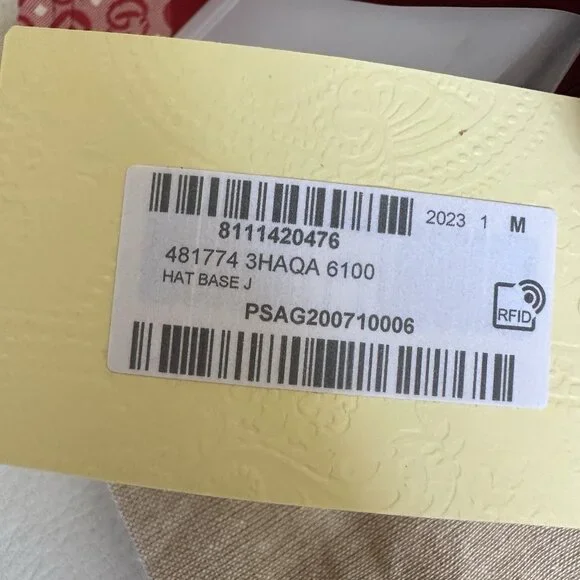 2023 1 M
8111420476
481774 3HAQA 6100
HAT BASE J
RFID
PSAG200710006